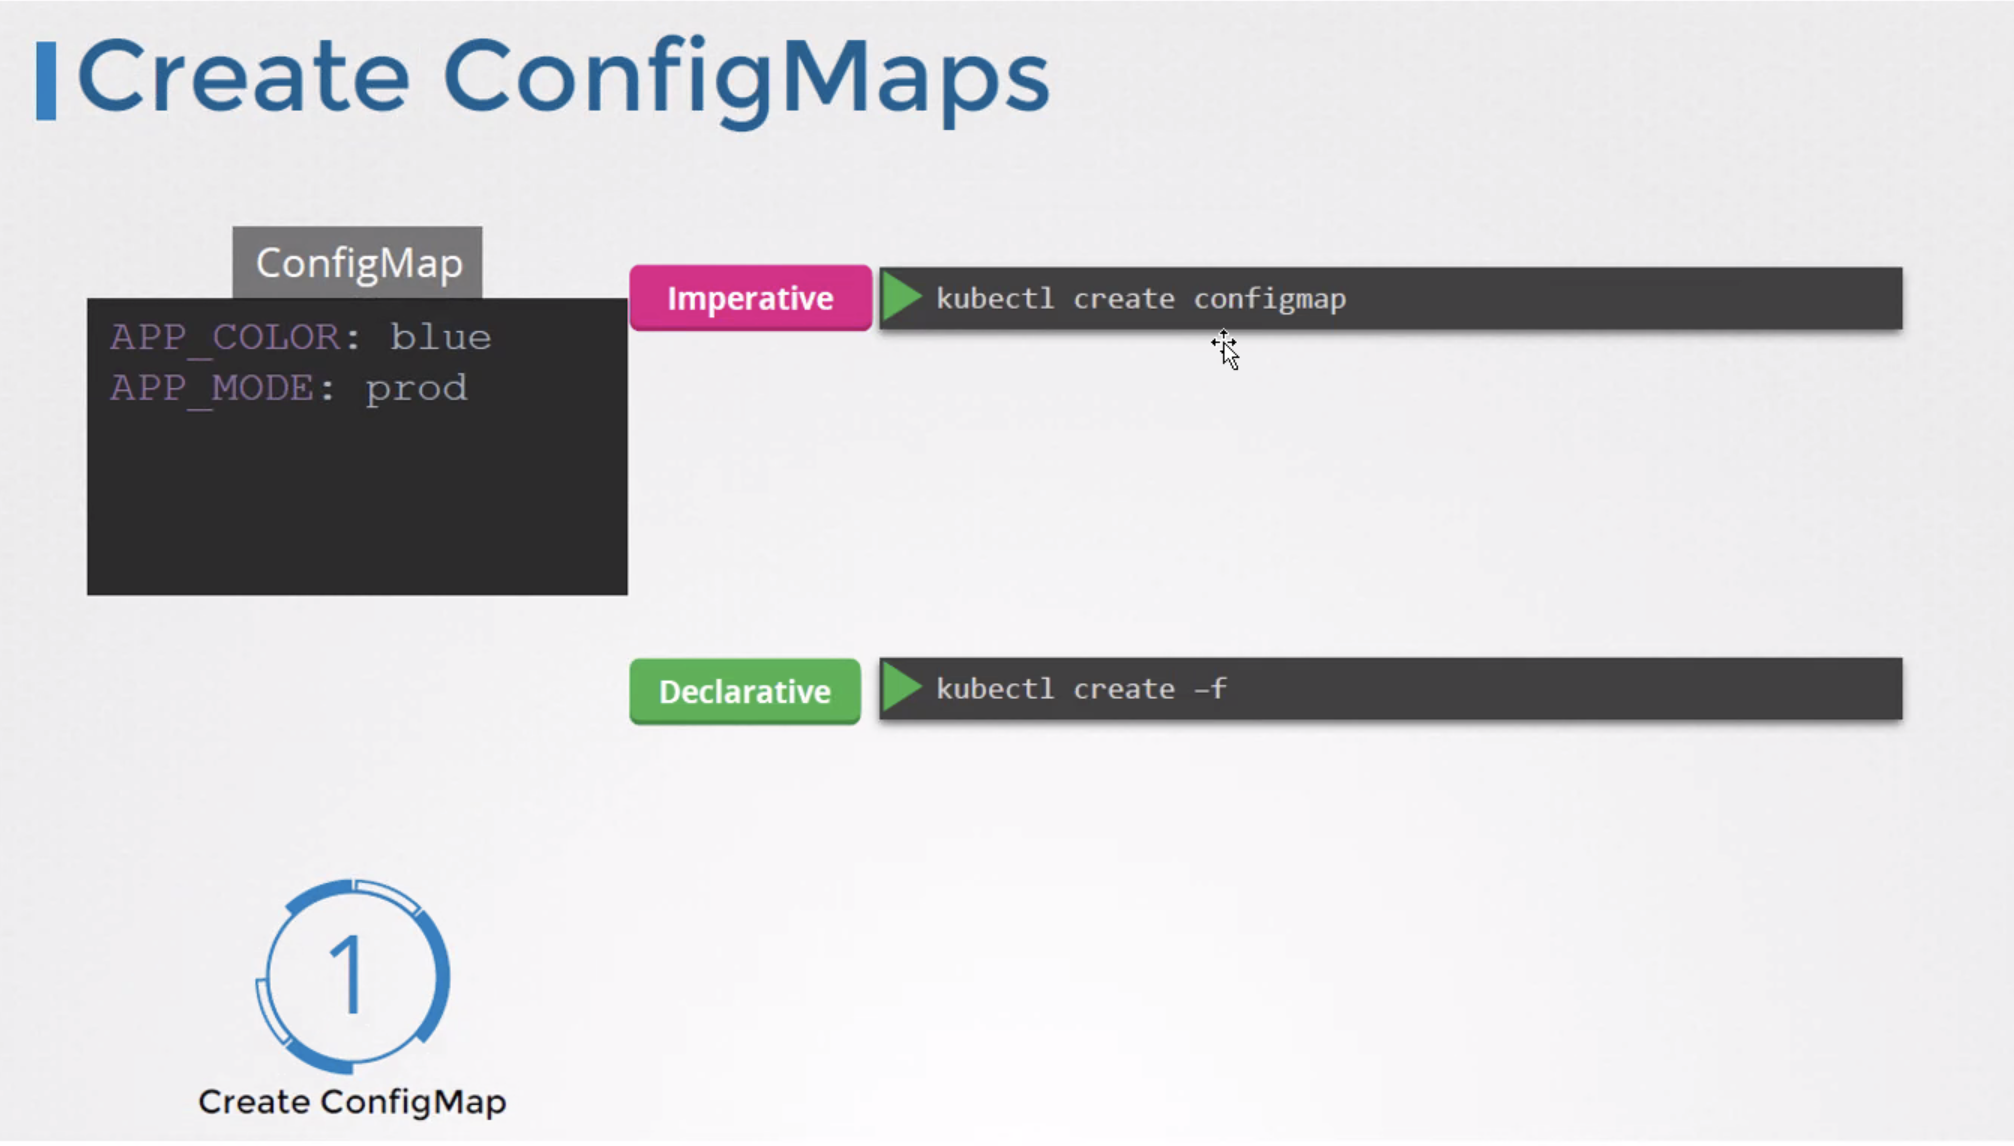 Create ConfigMaps
ConfigMap
APP_COLOR: blue
APP_MODE: prod
Imperative
kubectl create configmap
Declarative
kubectl create –f
1
Create ConfigMap